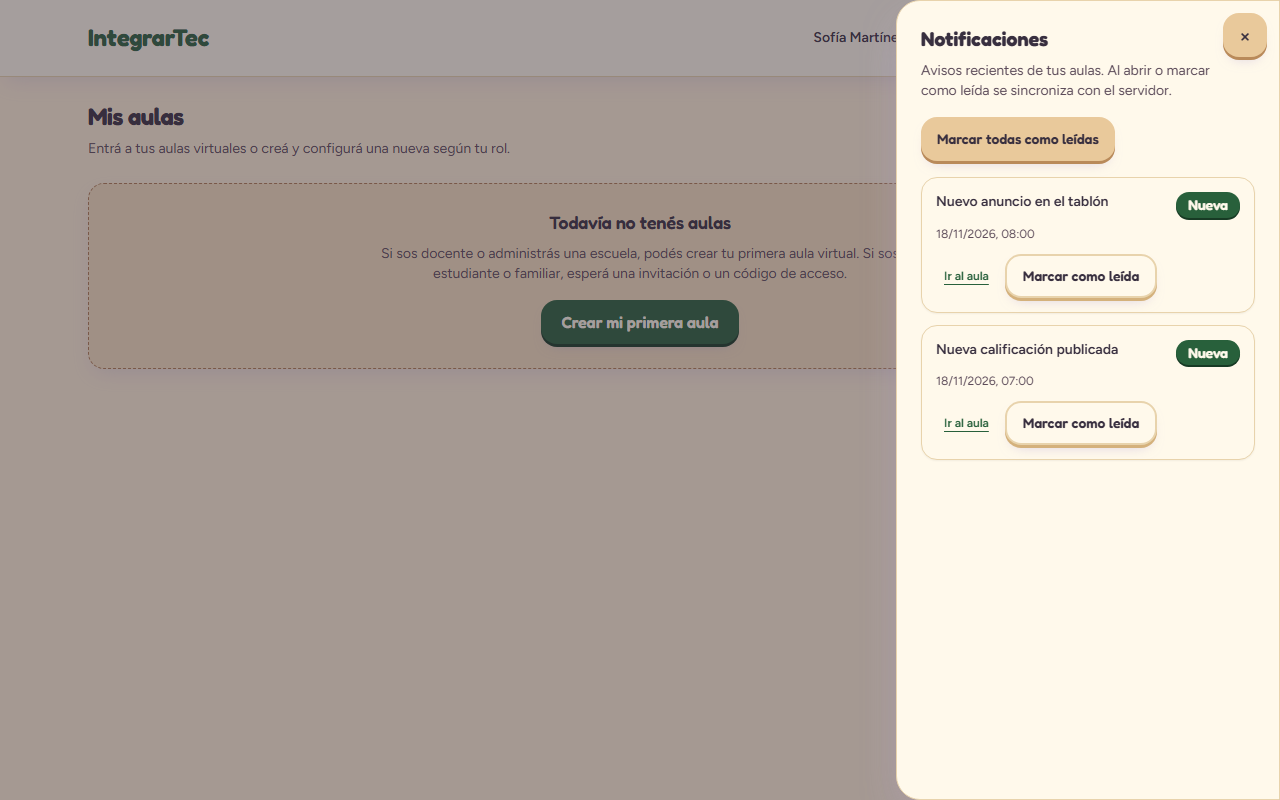 IntegrarTec
Sofía Martíne
Mis aulas
Entrá a tus aulas virtuales o creá y configurá una nueva según tu rol.
Todavía no tenés aulas
Si sos docente o administrás una escuela, podés crear tu primera aula virtual. Si sos
estudiante o familiar, esperá una invitación o un código de acceso.
Crear mi primera aula
Notificaciones
×
Avisos recientes de tus aulas. Al abrir o marcar
como leída se sincroniza con el servidor.
Marcar todas como leídas
Nuevo anuncio en el tablón
Nueva
18/11/2026, 08:00
Ir al aula
Marcar como leída
Nueva calificación publicada
Nueva
18/11/2026, 07:00
Ir al aula
Marcar como leída